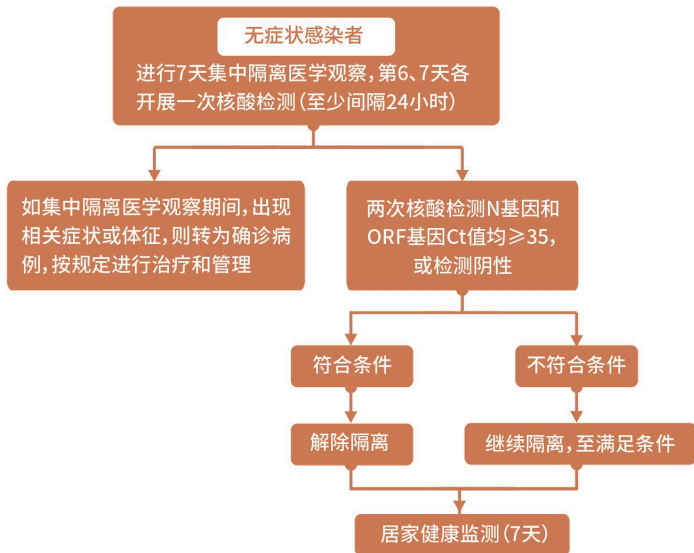 无症状感染者
进行7天集中隔离医学观察，第6、7天各
开展一次核酸检测（至少间隔24小时）
如集中隔离医学观察期间，出现
相关症状或体征，则转为确诊病
例，按规定进行治疗和管理
两次核酸检测N基因和
ORF基因Ct值均≥35，
或检测阴性
符合条件
不符合条件
解除隔离
继续隔离，至满足条件
居家健康监测（7天）